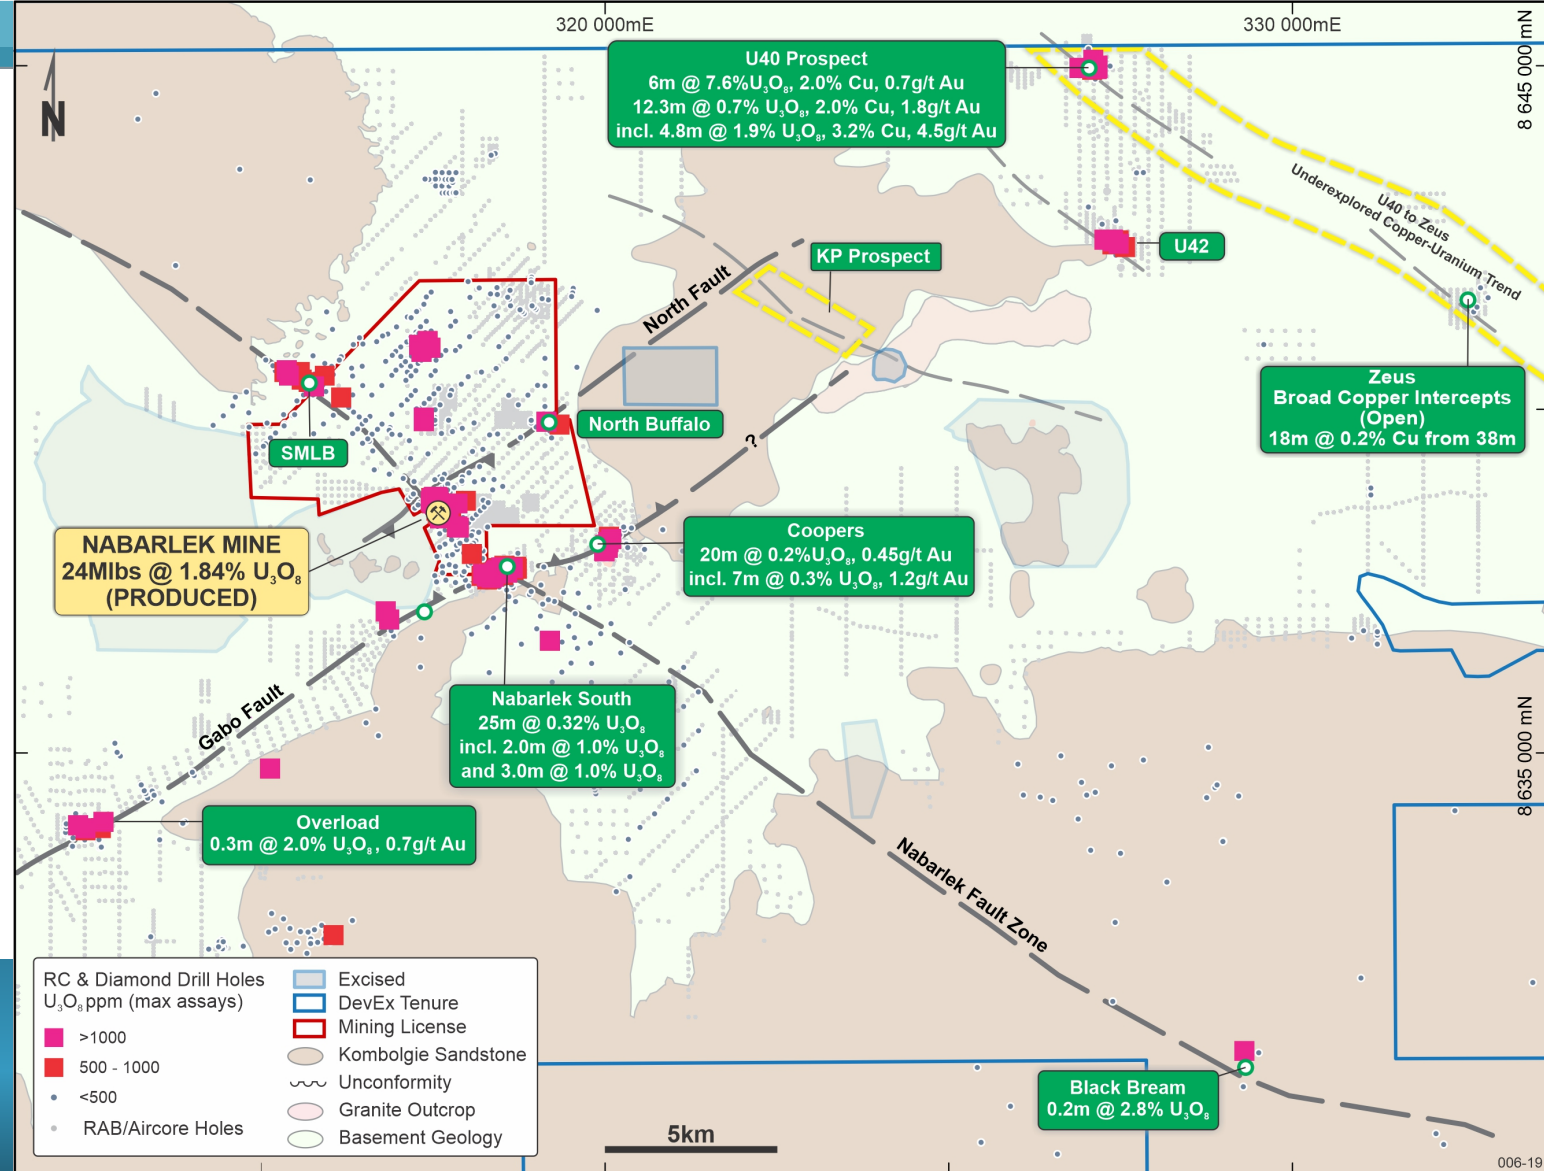 320 000mE
330 000mE
8 645 000 mN
N
U40 Prospect
6m @ 7.6%U₃O₈, 2.0% Cu, 0.7g/t Au
12.3m @ 0.7% U₃O₈, 2.0% Cu, 1.8g/t Au
incl. 4.8m @ 1.9% U₃O₈, 3.2% Cu, 4.5g/t Au
U40 to Zeus
Underexplored Copper-Uranium Trend
U42
KP Prospect
North Fault
Zeus
Broad Copper Intercepts
(Open)
18m @ 0.2% Cu from 38m
North Buffalo
SMLB
?
NABARLEK MINE
24Mlbs @ 1.84% U₃O₈
(PRODUCED)
Coopers
20m @ 0.2%U₃O₈, 0.45g/t Au
incl. 7m @ 0.3% U₃O₈, 1.2g/t Au
Gabo Fault
Nabarlek South
25m @ 0.32% U₃O₈
incl. 2.0m @ 1.0% U₃O₈
and 3.0m @ 1.0% U₃O₈
8 635 000 mN
Overload
0.3m @ 2.0% U₃O₈, 0.7g/t Au
Nabarlek Fault Zone
Black Bream
0.2m @ 2.8% U₃O₈
RC & Diamond Drill Holes
U₃O₈ppm (max assays)
>1000
500 - 1000
<500
RAB/Aircore Holes
Excised
DevEx Tenure
Mining License
Kombolgie Sandstone
Unconformity
Granite Outcrop
Basement Geology
5km
006-19